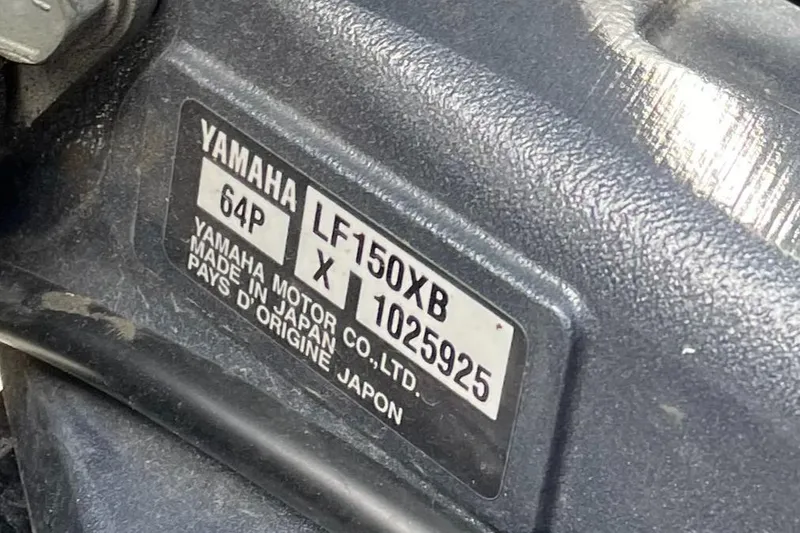 YAMAHA
LF150XB
64P
X
1025925
YAMAHA MOTOR CO.,LTD.
MADE IN JAPAN
PAYS D'ORIGINE JAPON